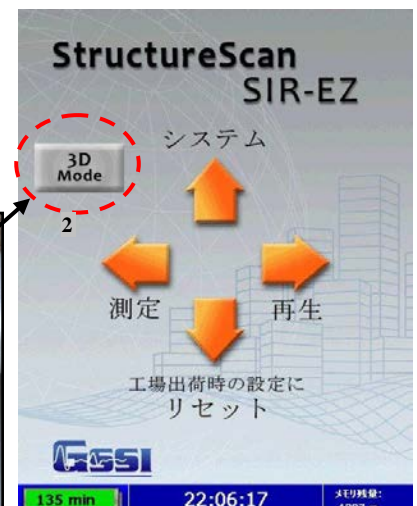 StructureScan
SIR-EZ
システム
3D
Mode
2
測定
再生
工場出荷時の設定に
リセット
GSSI
135 min
22:06:17
メモリ残量: